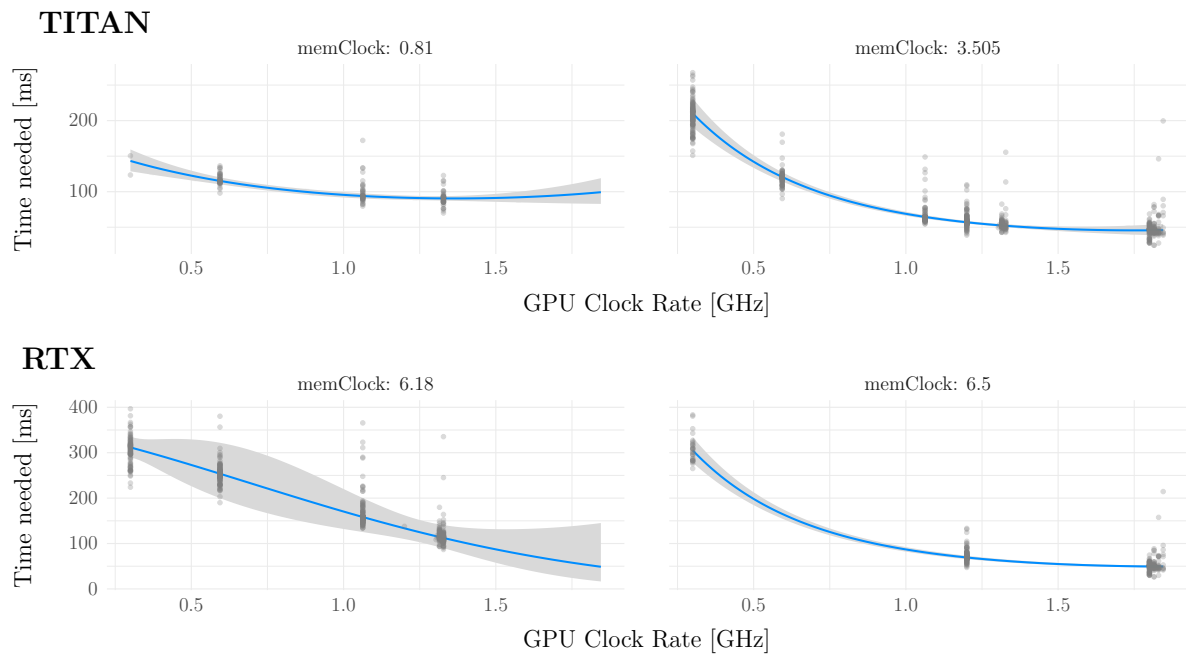 TITAN
memClock: 0.81
memClock: 3.505
Time needed [ms]
200
100
0.5 1.0 1.5
0.5 1.0 1.5
GPU Clock Rate [GHz]
RTX
memClock: 6.18
memClock: 6.5
Time needed [ms]
400
300
200
100
0
0.5 1.0 1.5
0.5 1.0 1.5
GPU Clock Rate [GHz]